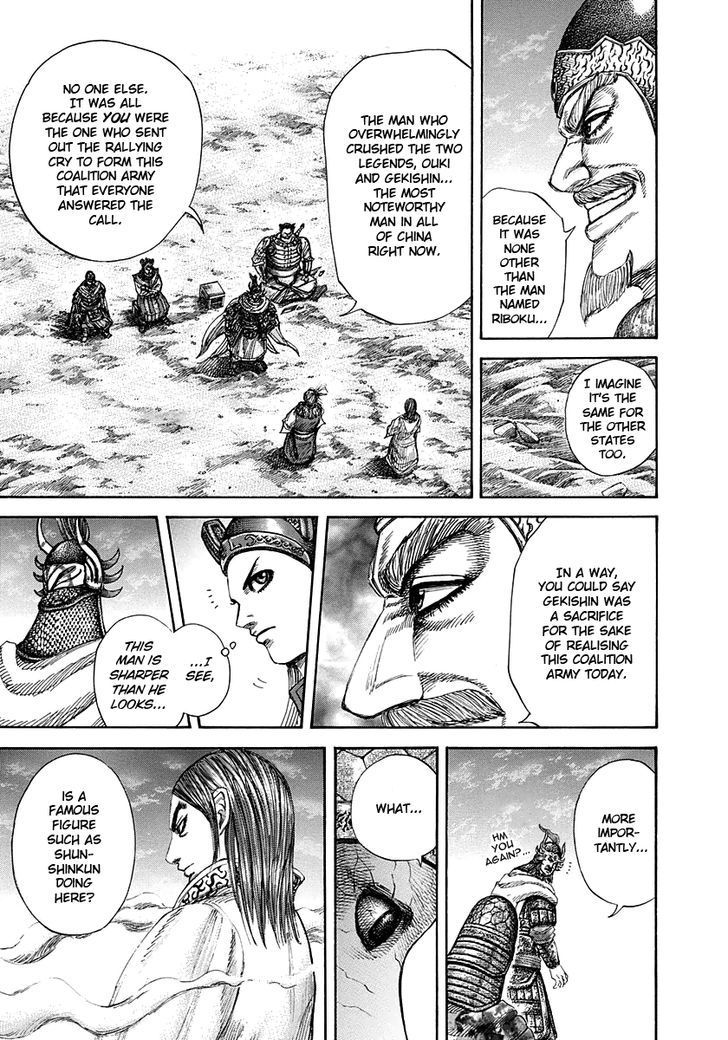 BECAUSE
IT WAS
NONE
OTHER
THAN
THE MAN
NAMED
RIBOKU...
THE MAN WHO
OVERWHELMINGLY
CRUSHED THE TWO
LEGENDS, OUKI
AND GEKISHIN...
THE MOST
NOTEWORTHY
MAN IN ALL
OF CHINA
RIGHT NOW.
NO ONE ELSE.
IT WAS ALL
BECAUSE YOU WERE
THE ONE WHO SENT
OUT THE RALLYING
CRY TO FORM THIS
COALITION ARMY
THAT EVERYONE
ANSWERED THE
CALL.
I IMAGINE
IT'S THE
SAME FOR
THE OTHER
STATES
TOO.
IN A WAY,
YOU COULD SAY
GEKISHIN WAS
A SACRIFICE
FOR THE SAKE
OF REALISING
THIS COALITION
ARMY TODAY.
...I
SEE,
THIS
MAN IS
SHARPER
THAN HE
LOOKS...
MORE
IMPOR-
TANTLY...
HM
YOU
AGAIN?...
WHAT...
IS A
FAMOUS
FIGURE
SUCH AS
SHUN-
SHINKUN
DOING
HERE?